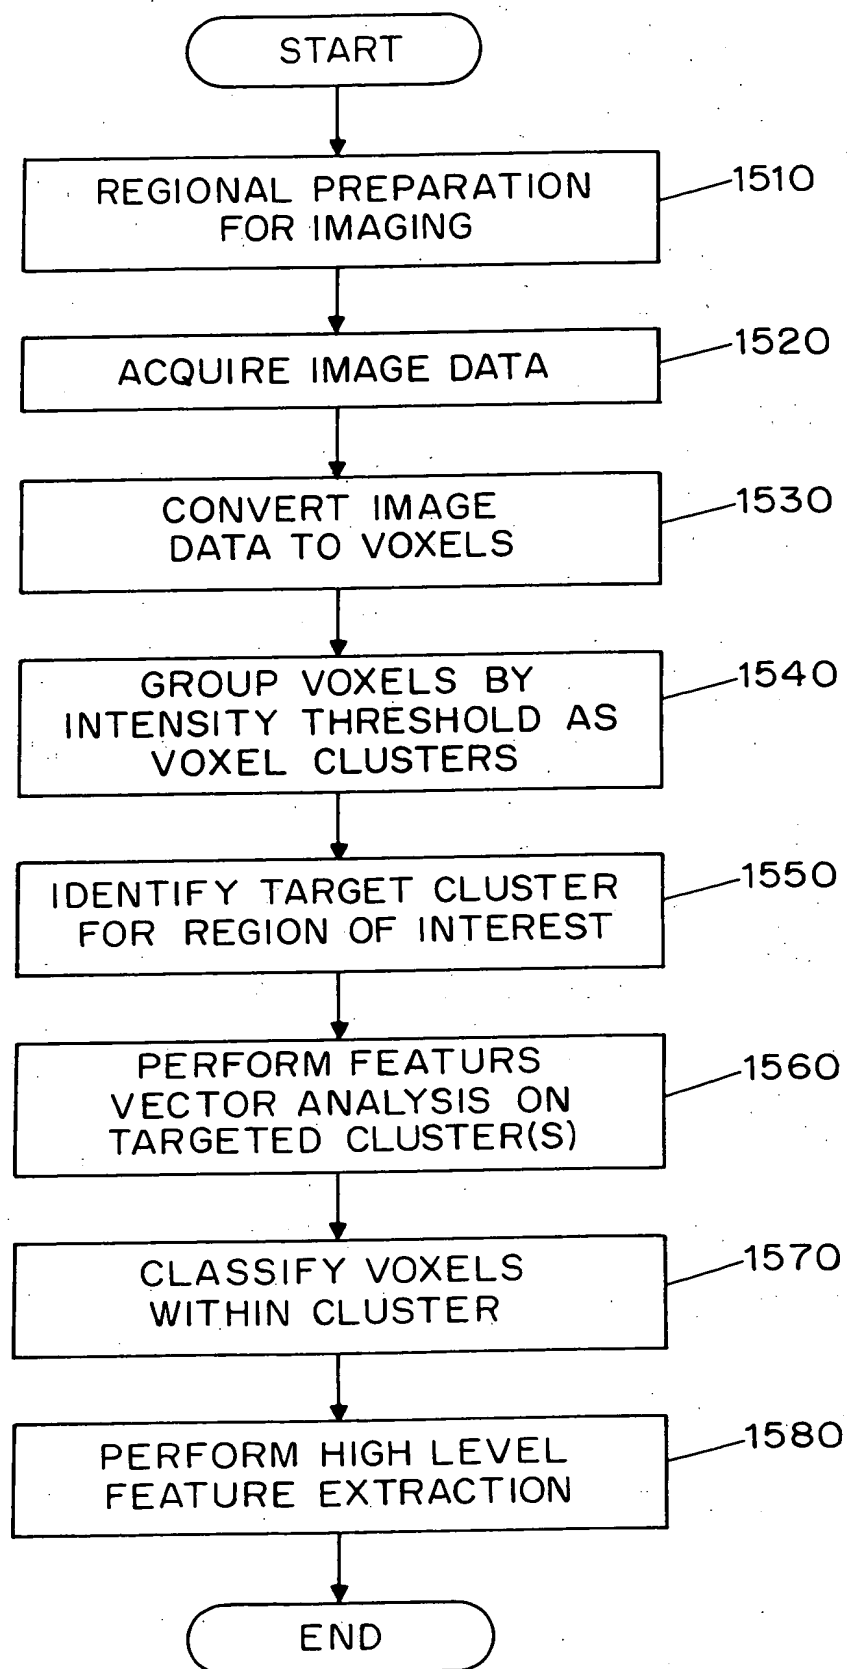 START
REGIONAL PREPARATION
FOR IMAGING
1510
ACQUIRE IMAGE DATA
1520
CONVERT IMAGE
DATA TO VOXELS
1530
GROUP VOXELS BY
INTENSITY THRESHOLD AS
VOXEL CLUSTERS
1540
IDENTIFY TARGET CLUSTER
FOR REGION OF INTEREST
1550
PERFORM FEATURS
VECTOR ANALYSIS ON
TARGETED CLUSTER(S)
1560
CLASSIFY VOXELS
WITHIN CLUSTER
1570
PERFORM HIGH LEVEL
FEATURE EXTRACTION
1580
END